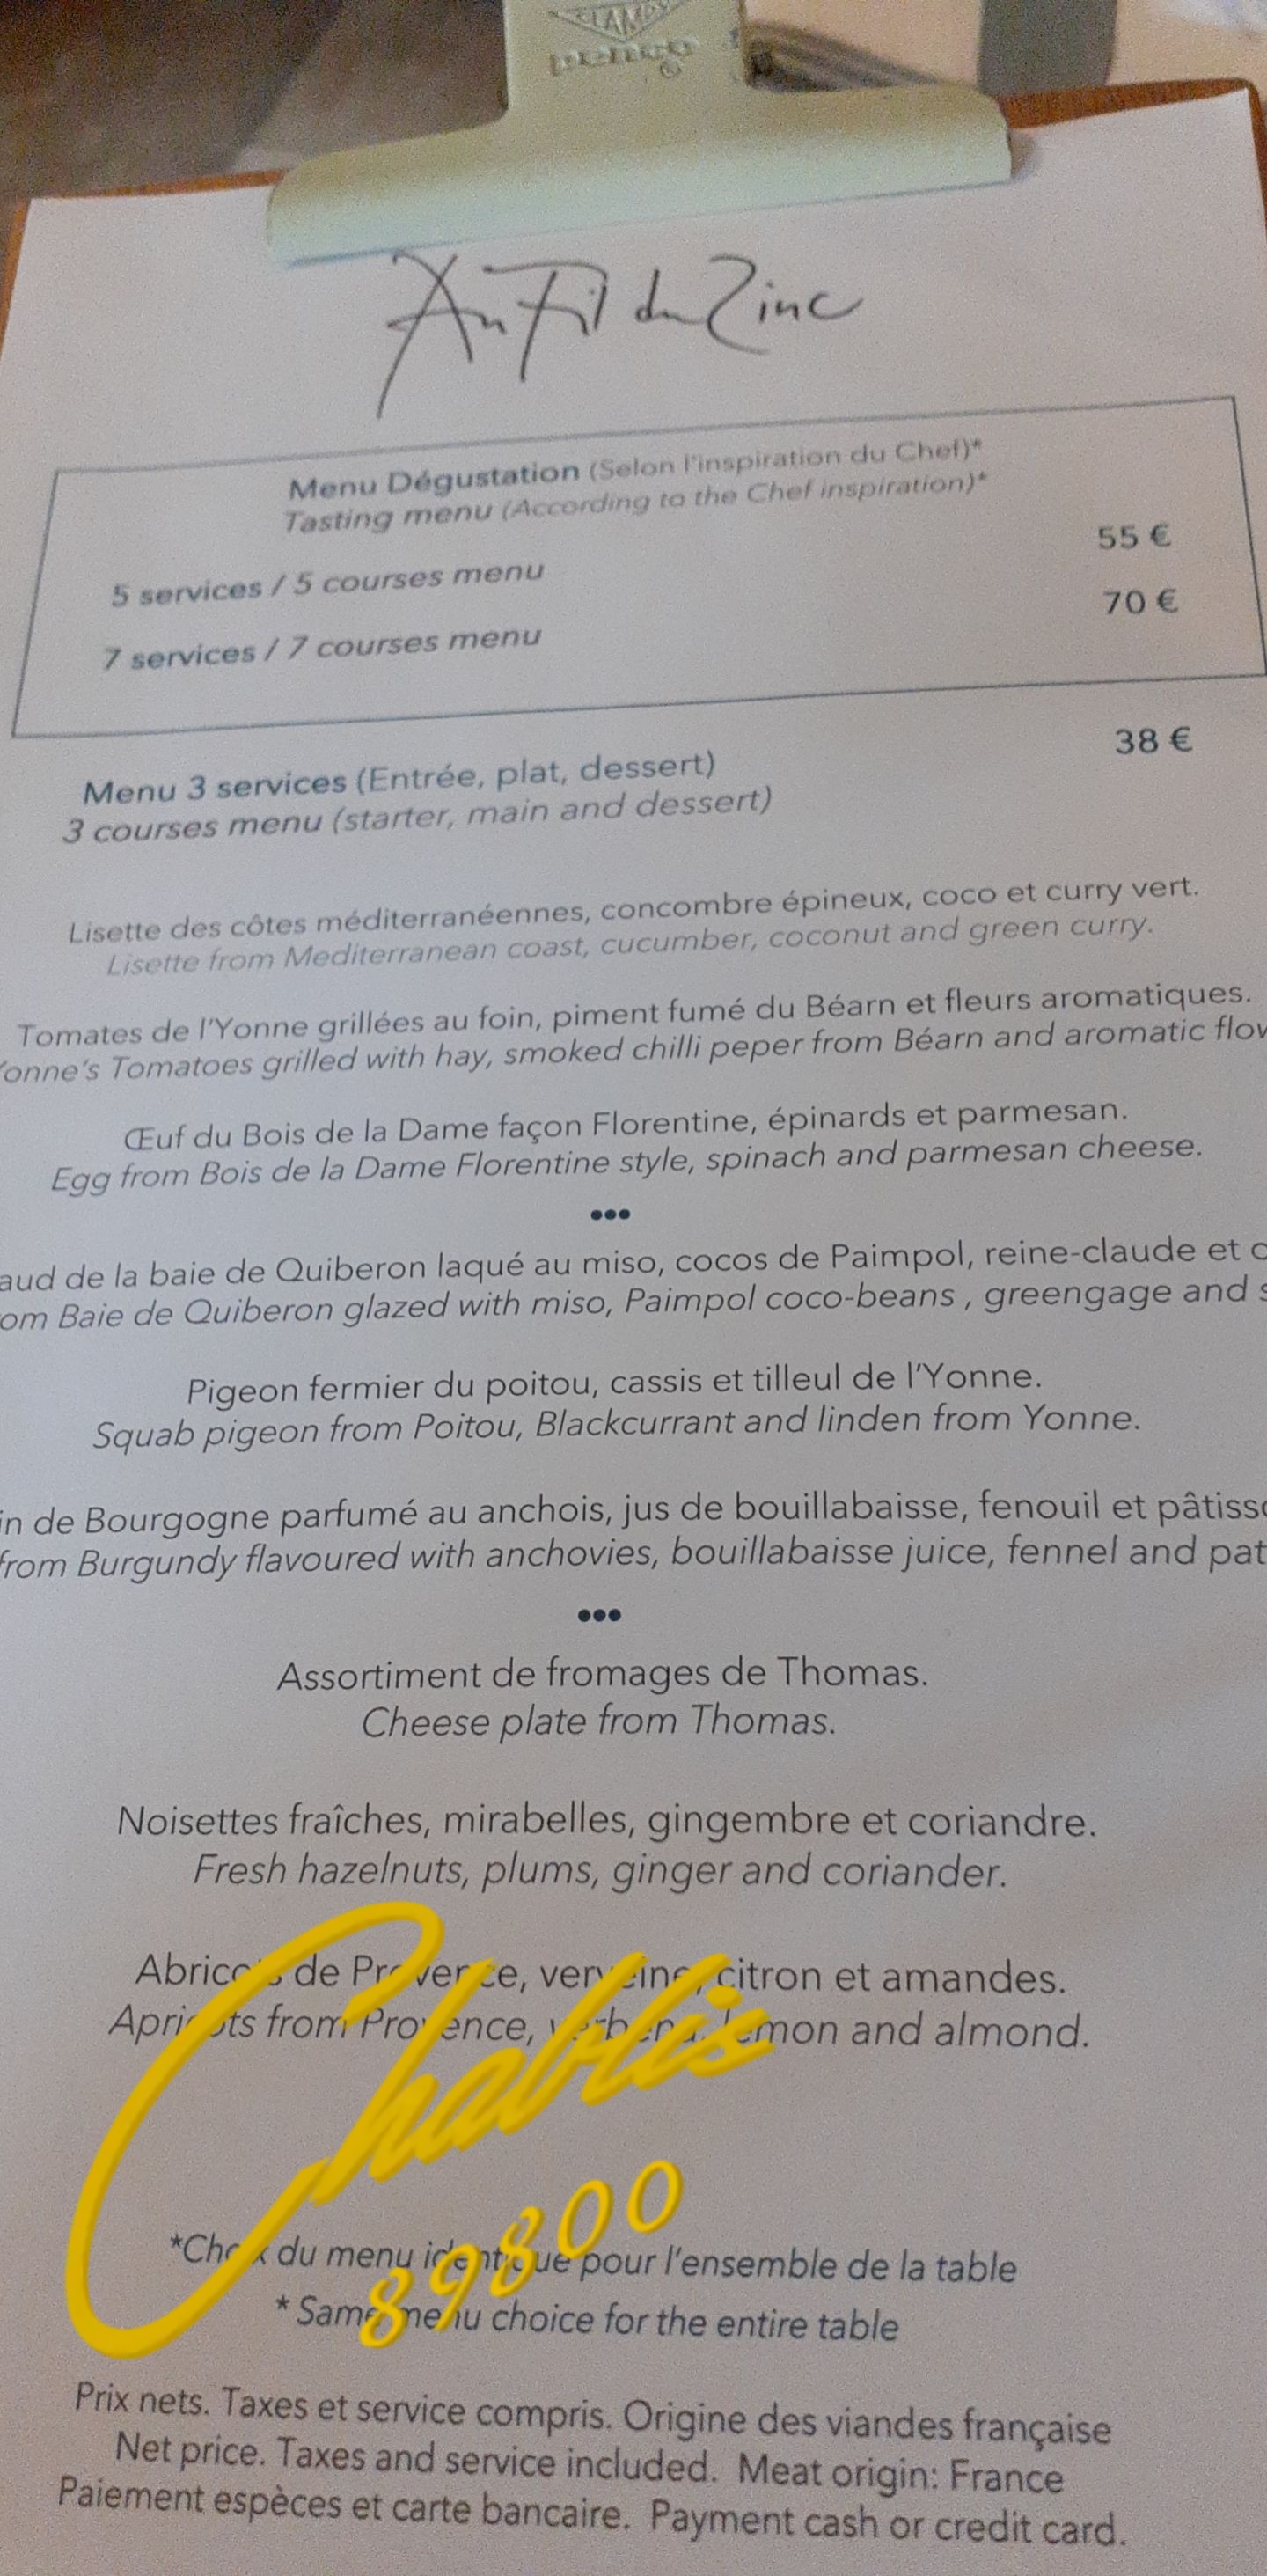 penco
®
Au Fil du Zinc
Menu Dégustation (Selon l'inspiration du Chef)*
Tasting menu (According to the Chef inspiration)*
5 services / 5 courses menu 55 €
7 services / 7 courses menu 70 €
Menu 3 services (Entrée, plat, dessert) 38 €
3 courses menu (starter, main and dessert)
Lisette des côtes méditerranéennes, concombre épineux, coco et curry vert.
Lisette from Mediterranean coast, cucumber, coconut and green curry.
Tomates de l'Yonne grillées au foin, piment fumé du Béarn et fleurs aromatiques.
Yonne's Tomatoes grilled with hay, smoked chilli peper from Béarn and aromatic flow
Œuf du Bois de la Dame façon Florentine, épinards et parmesan.
Egg from Bois de la Dame Florentine style, spinach and parmesan cheese.
•••
aud de la baie de Quiberon laqué au miso, cocos de Paimpol, reine-claude et
om Baie de Quiberon glazed with miso, Paimpol coco-beans , greengage and
Pigeon fermier du poitou, cassis et tilleul de l'Yonne.
Squab pigeon from Poitou, Blackcurrant and linden from Yonne.
in de Bourgogne parfumé au anchois, jus de bouillabaisse, fenouil et pâtisso
from Burgundy flavoured with anchovies, bouillabaisse juice, fennel and pat
•••
Assortiment de fromages de Thomas.
Cheese plate from Thomas.
Noisettes fraîches, mirabelles, gingembre et coriandre.
Fresh hazelnuts, plums, ginger and coriander.
Abricots de Provence, verveine, citron et amandes.
Apricots from Provence, verbena, lemon and almond.
Chablis
89800
*Choix du menu identique pour l'ensemble de la table
* Same menu choice for the entire table
Prix nets. Taxes et service compris. Origine des viandes française
Net price. Taxes and service included. Meat origin: France
Paiement espèces et carte bancaire. Payment cash or credit card.